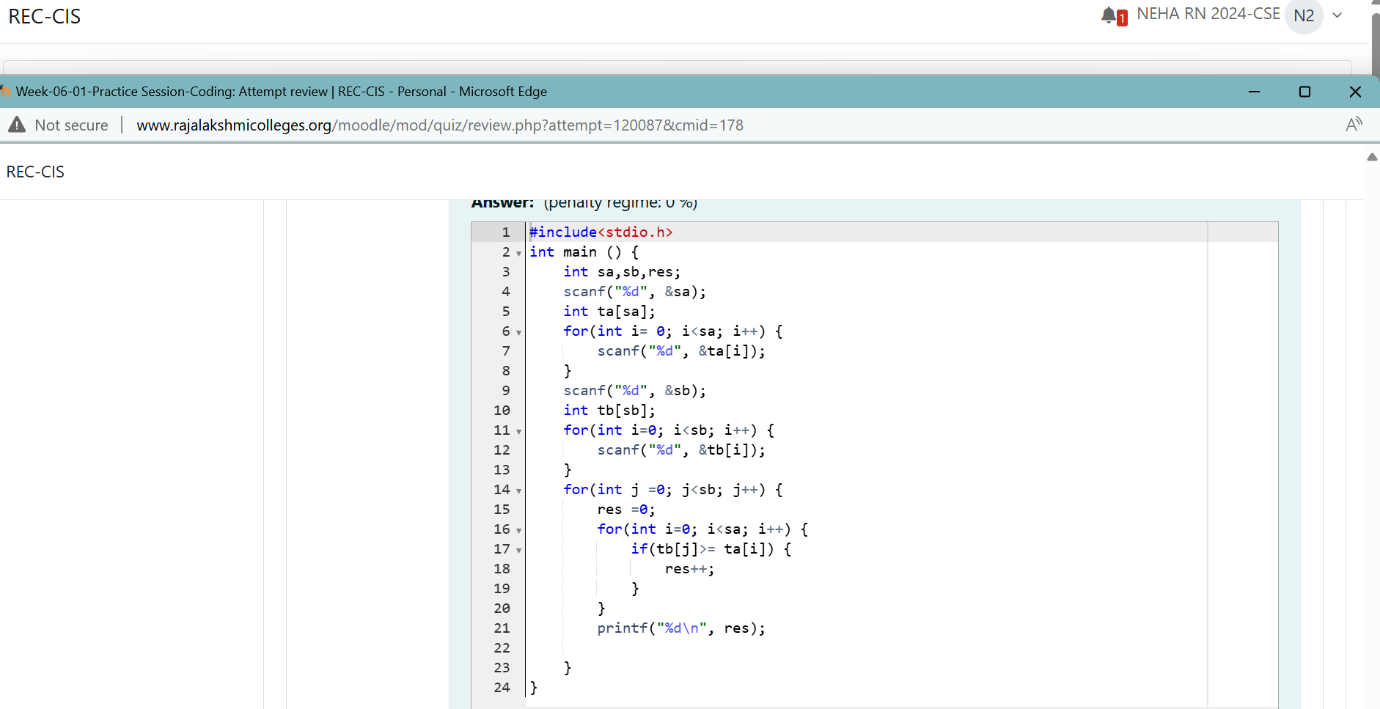 REC-CIS
1 NEHA RN 2024-CSE N2
Week-06-01-Practice Session-Coding: Attempt review | REC-CIS - Personal - Microsoft Edge
Not secure www.rajalakshmicolleges.org/moodle/mod/quiz/review.php?attempt=120087&cmid=178
REC-CIS
Answer: (penalty regime: 0 %)
1 #include<stdio.h>
2 int main () {
3     int sa,sb,res;
4     scanf("%d", &sa);
5     int ta[sa];
6     for(int i= 0; i<sa; i++) {
7         scanf("%d", &ta[i]);
8     }
9     scanf("%d", &sb);
10     int tb[sb];
11     for(int i=0; i<sb; i++) {
12         scanf("%d", &tb[i]);
13     }
14     for(int j =0; j<sb; j++) {
15         res =0;
16         for(int i=0; i<sa; i++) {
17             if(tb[j]>= ta[i]) {
18                 res++;
19             }
20         }
21         printf("%d\n", res);
22
23     }
24 }